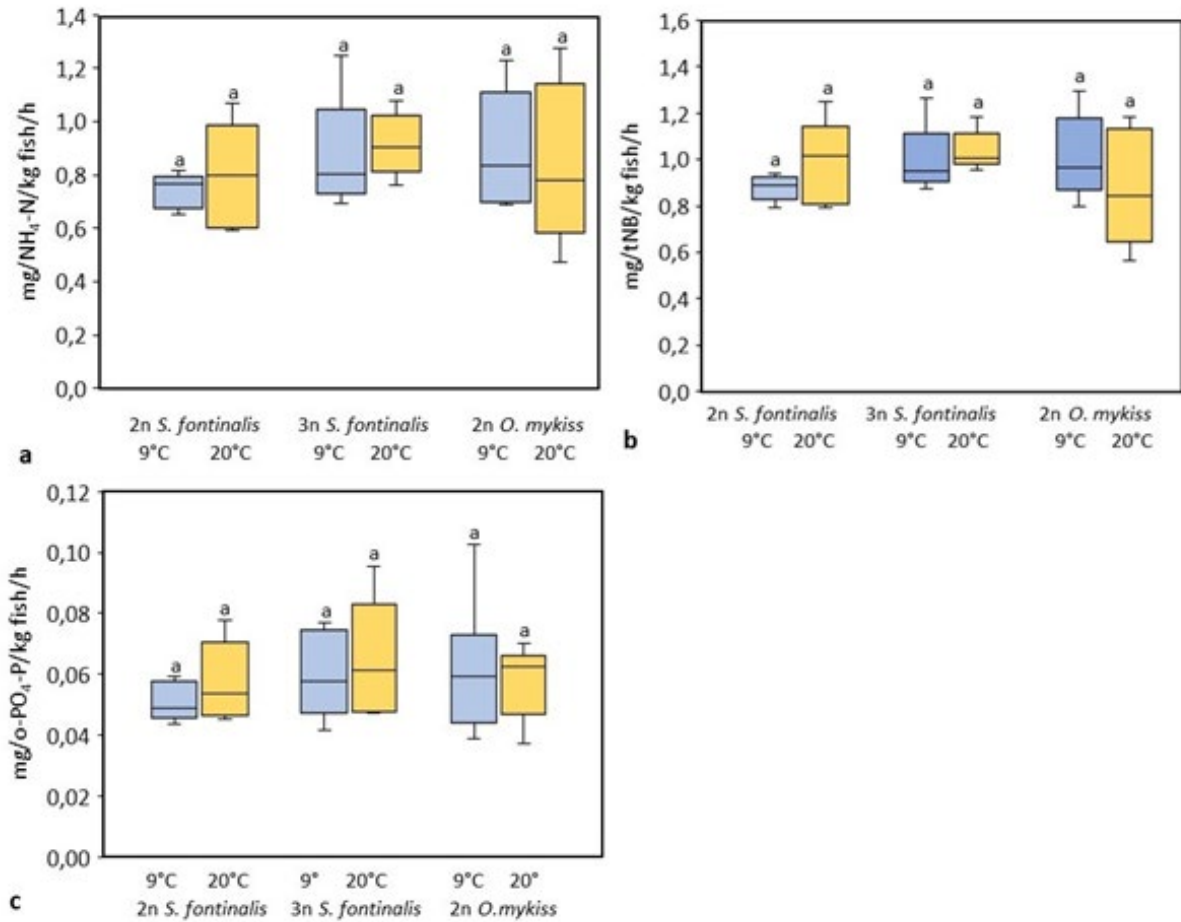 1,4
1,2
1,0
0,8
0,6
0,4
0,2
0,0
mg/NH₄-N/kg fish/h
a a a a a a
2n S. fontinalis 3n S. fontinalis 2n O. mykiss
9°C 20°C 9°C 20°C 9°C 20°C
a
1,6
1,4
1,2
1,0
0,8
0,6
0,4
0,2
0,0
mg/tNB/kg fish/h
a a a a a a
2n S. fontinalis 3n S. fontinalis 2n O. mykiss
9°C 20°C 9°C 20°C 9°C 20°C
b
0,12
0,10
0,08
0,06
0,04
0,02
0,00
mg/o-PO₄-P/kg fish/h
a a a a a a
9°C 20°C 9° 20°C 9°C 20°
2n S. fontinalis 3n S. fontinalis 2n O.mykiss
c